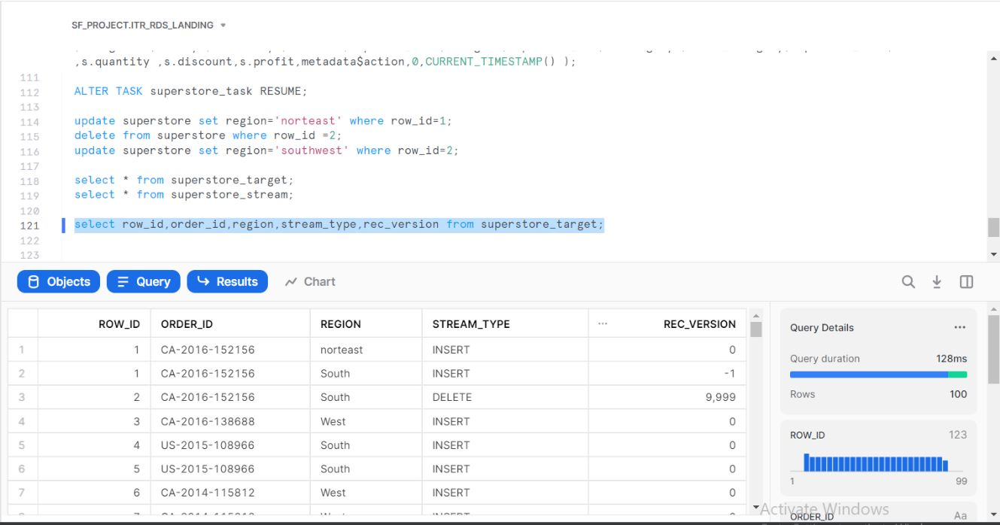 SF_PROJECT.ITR_RDS_LANDING
,s.quantity ,s.discount,s.profit,metadata$action,0,CURRENT_TIMESTAMP() );
111
112 ALTER TASK superstore_task RESUME;
113
114 update superstore set region='norteast' where row_id=1;
115 delete from superstore where row_id =2;
116 update superstore set region='southwest' where row_id=2;
117
118 select * from superstore_target;
119 select * from superstore_stream;
120
121 select row_id,order_id,region,stream_type,rec_version from superstore_target;
122
123
Objects Query Results Chart
ROW_ID ORDER_ID REGION STREAM_TYPE ... REC_VERSION
1 1 CA-2016-152156 norteast INSERT 0
2 1 CA-2016-152156 South INSERT -1
3 2 CA-2016-152156 South DELETE 9,999
4 3 CA-2016-138688 West INSERT 0
5 4 US-2015-108966 South INSERT 0
6 5 US-2015-108966 South INSERT 0
7 6 CA-2014-115812 West INSERT 0
Query Details ...
Query duration 128ms
Rows 100
ROW_ID 123
1 99
Activate Windows
ORDER_ID Aa